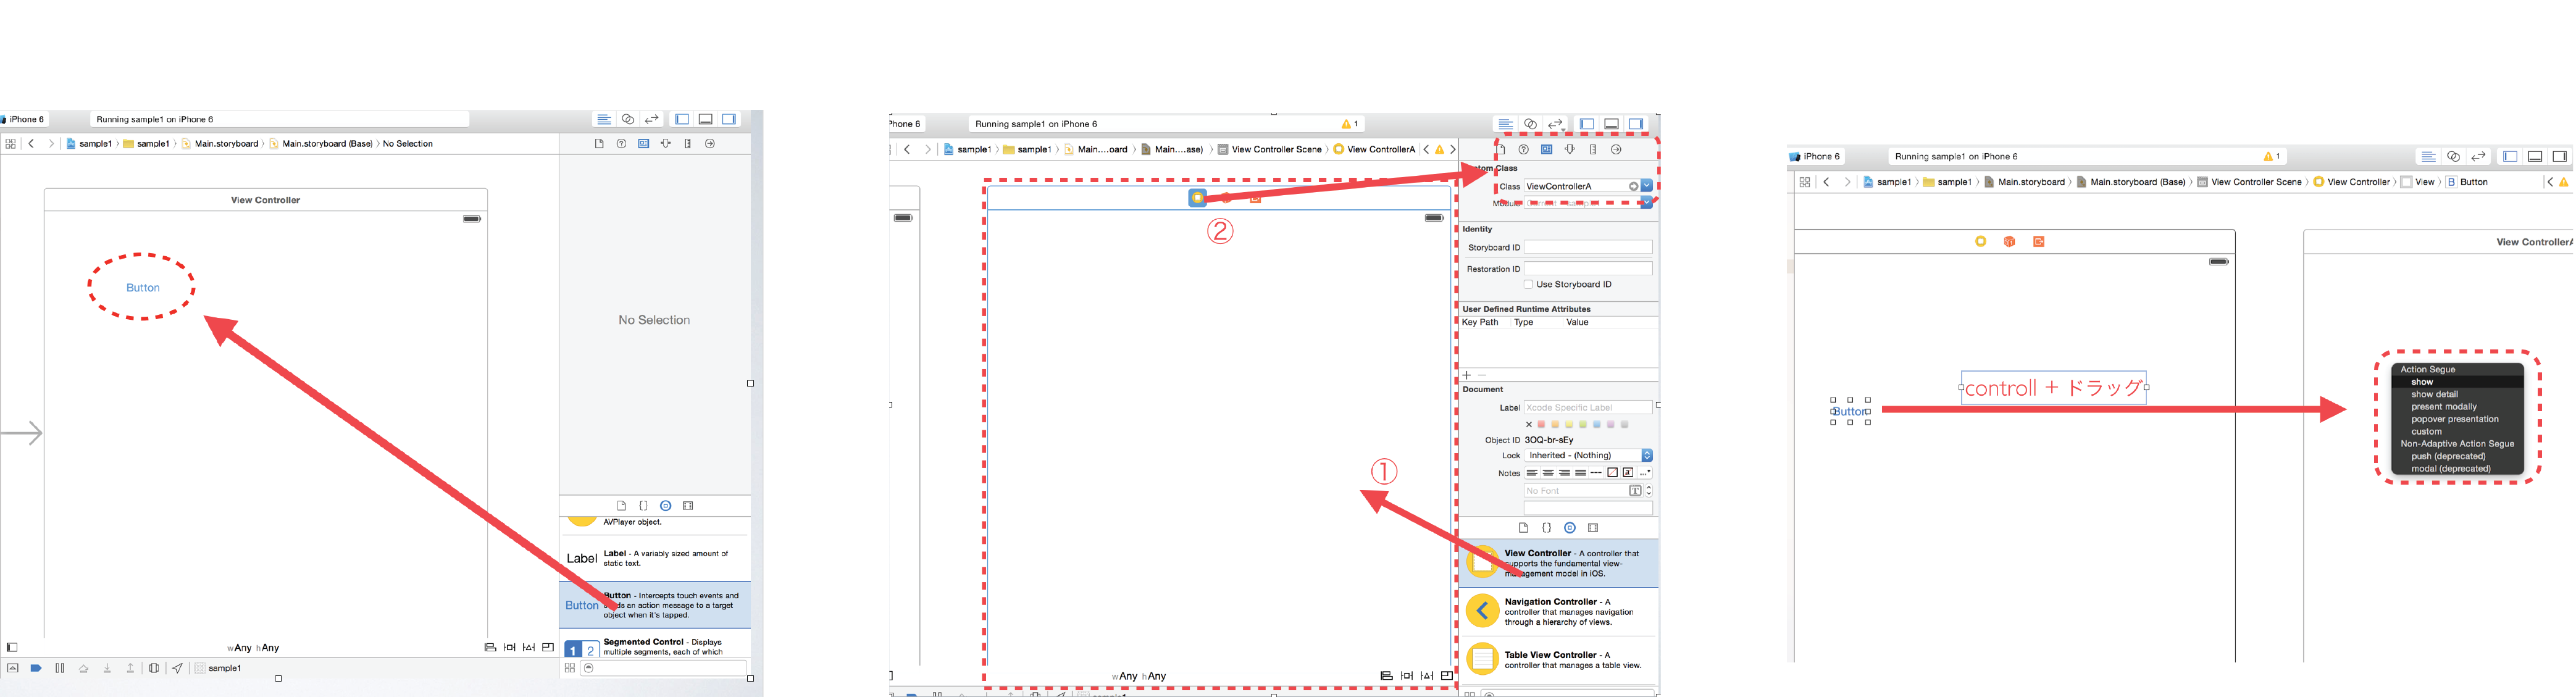 iPhone 6
Running sample1 on iPhone 6
sample1 〉 sample1 〉 Main.storyboard 〉 Main.storyboard (Base) 〉 No Selection
View Controller
Button
No Selection
AVPlayer object.
Label
Label - A variably sized amount of
static text.
Button
Button - Intercepts touch events and
an action message to a target
object when it's tapped.
1 2
Segmented Control - Displays
multiple segments, each of which
wAny hAny
sample1
hone 6
Running sample1 on iPhone 6
1
sample1 〉 sample1 〉 Main....oard 〉 Main....ase) 〉 View Controller Scene 〉 ViewControllerA
Class
Class ViewControllerA
②
Identity
Storyboard ID
Restoration ID
Use Storyboard ID
User Defined Runtime Attributes
Key Path Type Value
Document
Label Xcode Specific Label
Object ID 3OQ-br-sEy
Lock Inherited - (Nothing)
Notes
No Font
①
View Controller - A controller that
supports the fundamental view-
management model in iOS.
Navigation Controller - A
controller that manages navigation
through a hierarchy of views.
Table View Controller - A
controller that manages a table view.
wAny hAny
iPhone 6
Running sample1 on iPhone 6
1
sample1 〉 sample1 〉 Main.storyboard 〉 Main.storyboard (Base) 〉 View Controller Scene 〉 View Controller 〉 View 〉 B Button
View ControllerA
controll + ドラッグ
Button
Action Segue
show
show detail
present modally
popover presentation
custom
Non-Adaptive Action Segue
push (deprecated)
modal (deprecated)